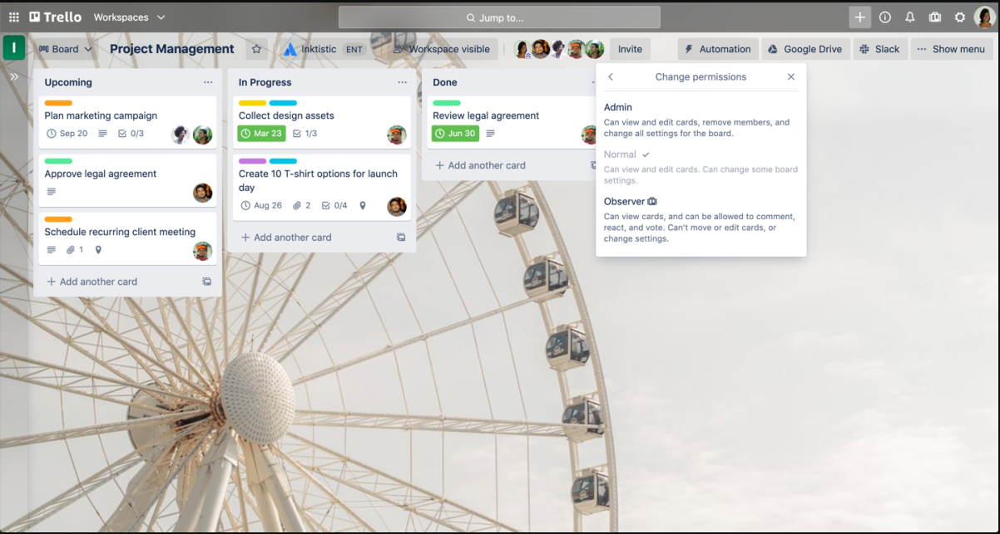 Trello
Workspaces
Jump to...
I
Board
Project Management
Inktistic ENT
Workspace visible
Invite
Automation
Google Drive
Slack
Show menu
Upcoming
Plan marketing campaign
Sep 20
0/3
Approve legal agreement
Schedule recurring client meeting
1
Add another card
In Progress
Collect design assets
Mar 23
1/3
Create 10 T-shirt options for launch
day
Aug 26
2
0/4
Add another card
Done
Review legal agreement
Jun 30
Add another card
Change permissions
Admin
Can view and edit cards, remove members, and
change all settings for the board.
Normal
Can view and edit cards. Can change some board
settings.
Observer
Can view cards, and can be allowed to comment,
react, and vote. Can't move or edit cards, or
change settings.